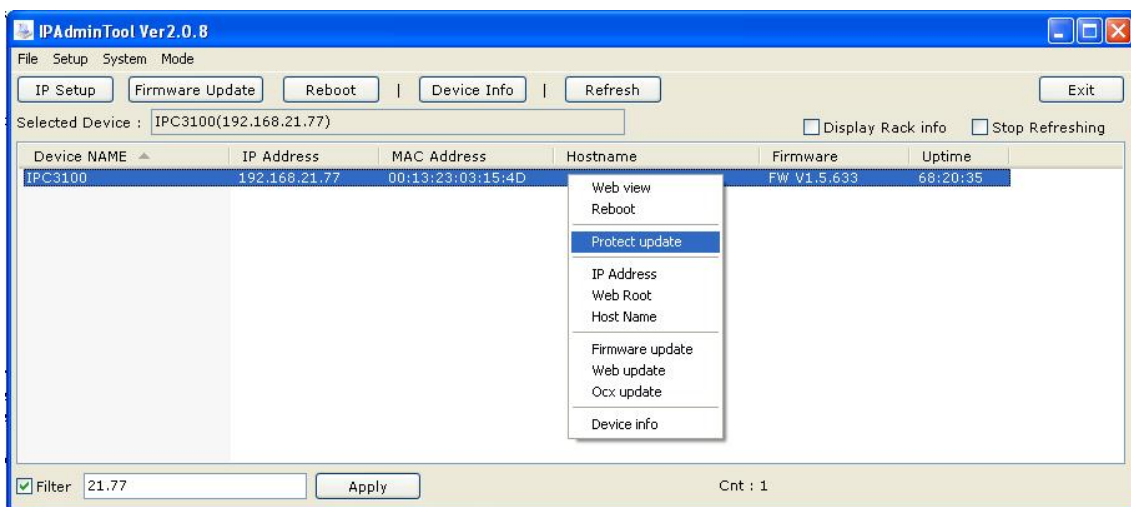 IPAdminTool Ver2.0.8
File Setup System Mode
IP Setup Firmware Update Reboot | Device Info | Refresh Exit
Selected Device : IPC3100(192.168.21.77) Display Rack info Stop Refreshing
Device NAME IP Address MAC Address Hostname Firmware Uptime
IPC3100 192.168.21.77 00:13:23:03:15:4D FW V1.5.633 68:20:35
Web view
Reboot
Protect update
IP Address
Web Root
Host Name
Firmware update
Web update
Ocx update
Device info
Filter 21.77 Apply Cnt : 1